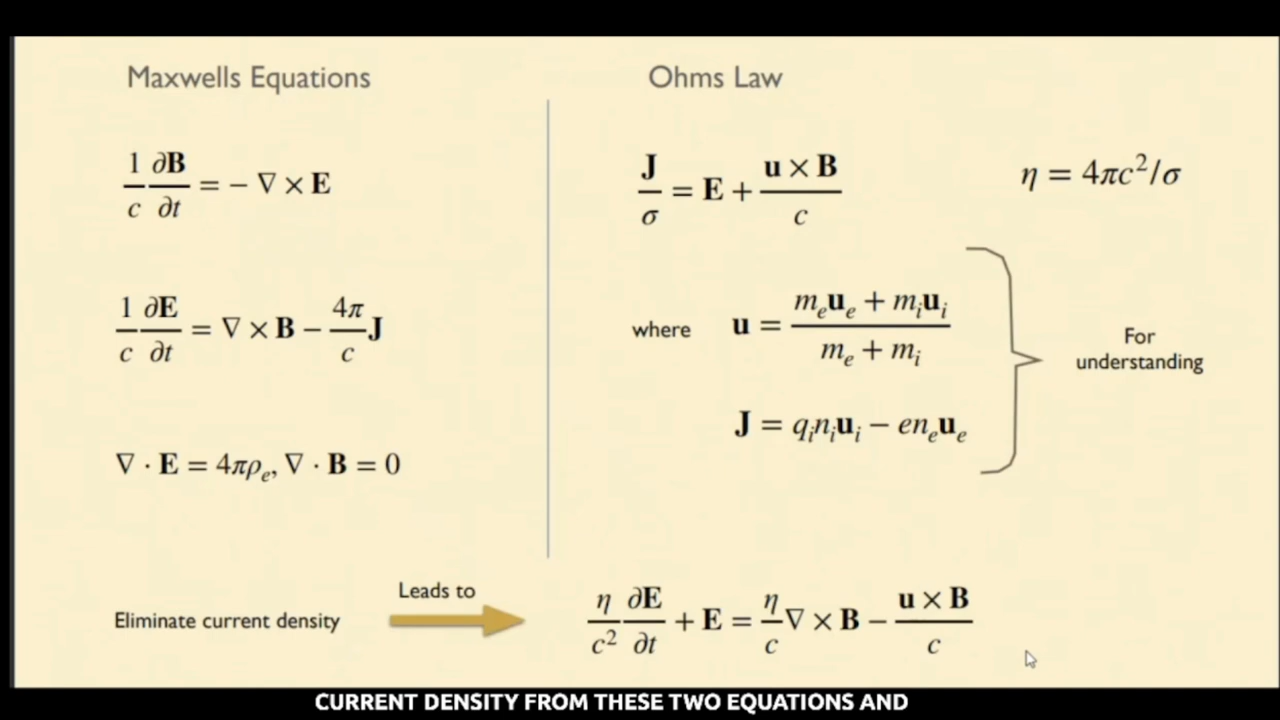 Maxwells Equations
1/c ∂B/∂t = − ∇ × E
1/c ∂E/∂t = ∇ × B − 4π/c J
∇ · E = 4πρₑ, ∇ · B = 0
Ohms Law
J/σ = E + u × B/c
η = 4πc²/σ
where u = mₑuₑ + mᵢuᵢ / mₑ + mᵢ
J = qᵢnᵢuᵢ − enₑuₑ
For
understanding
Eliminate current density
Leads to
η/c² ∂E/∂t + E = η/c ∇ × B − u × B/c
CURRENT DENSITY FROM THESE TWO EQUATIONS AND